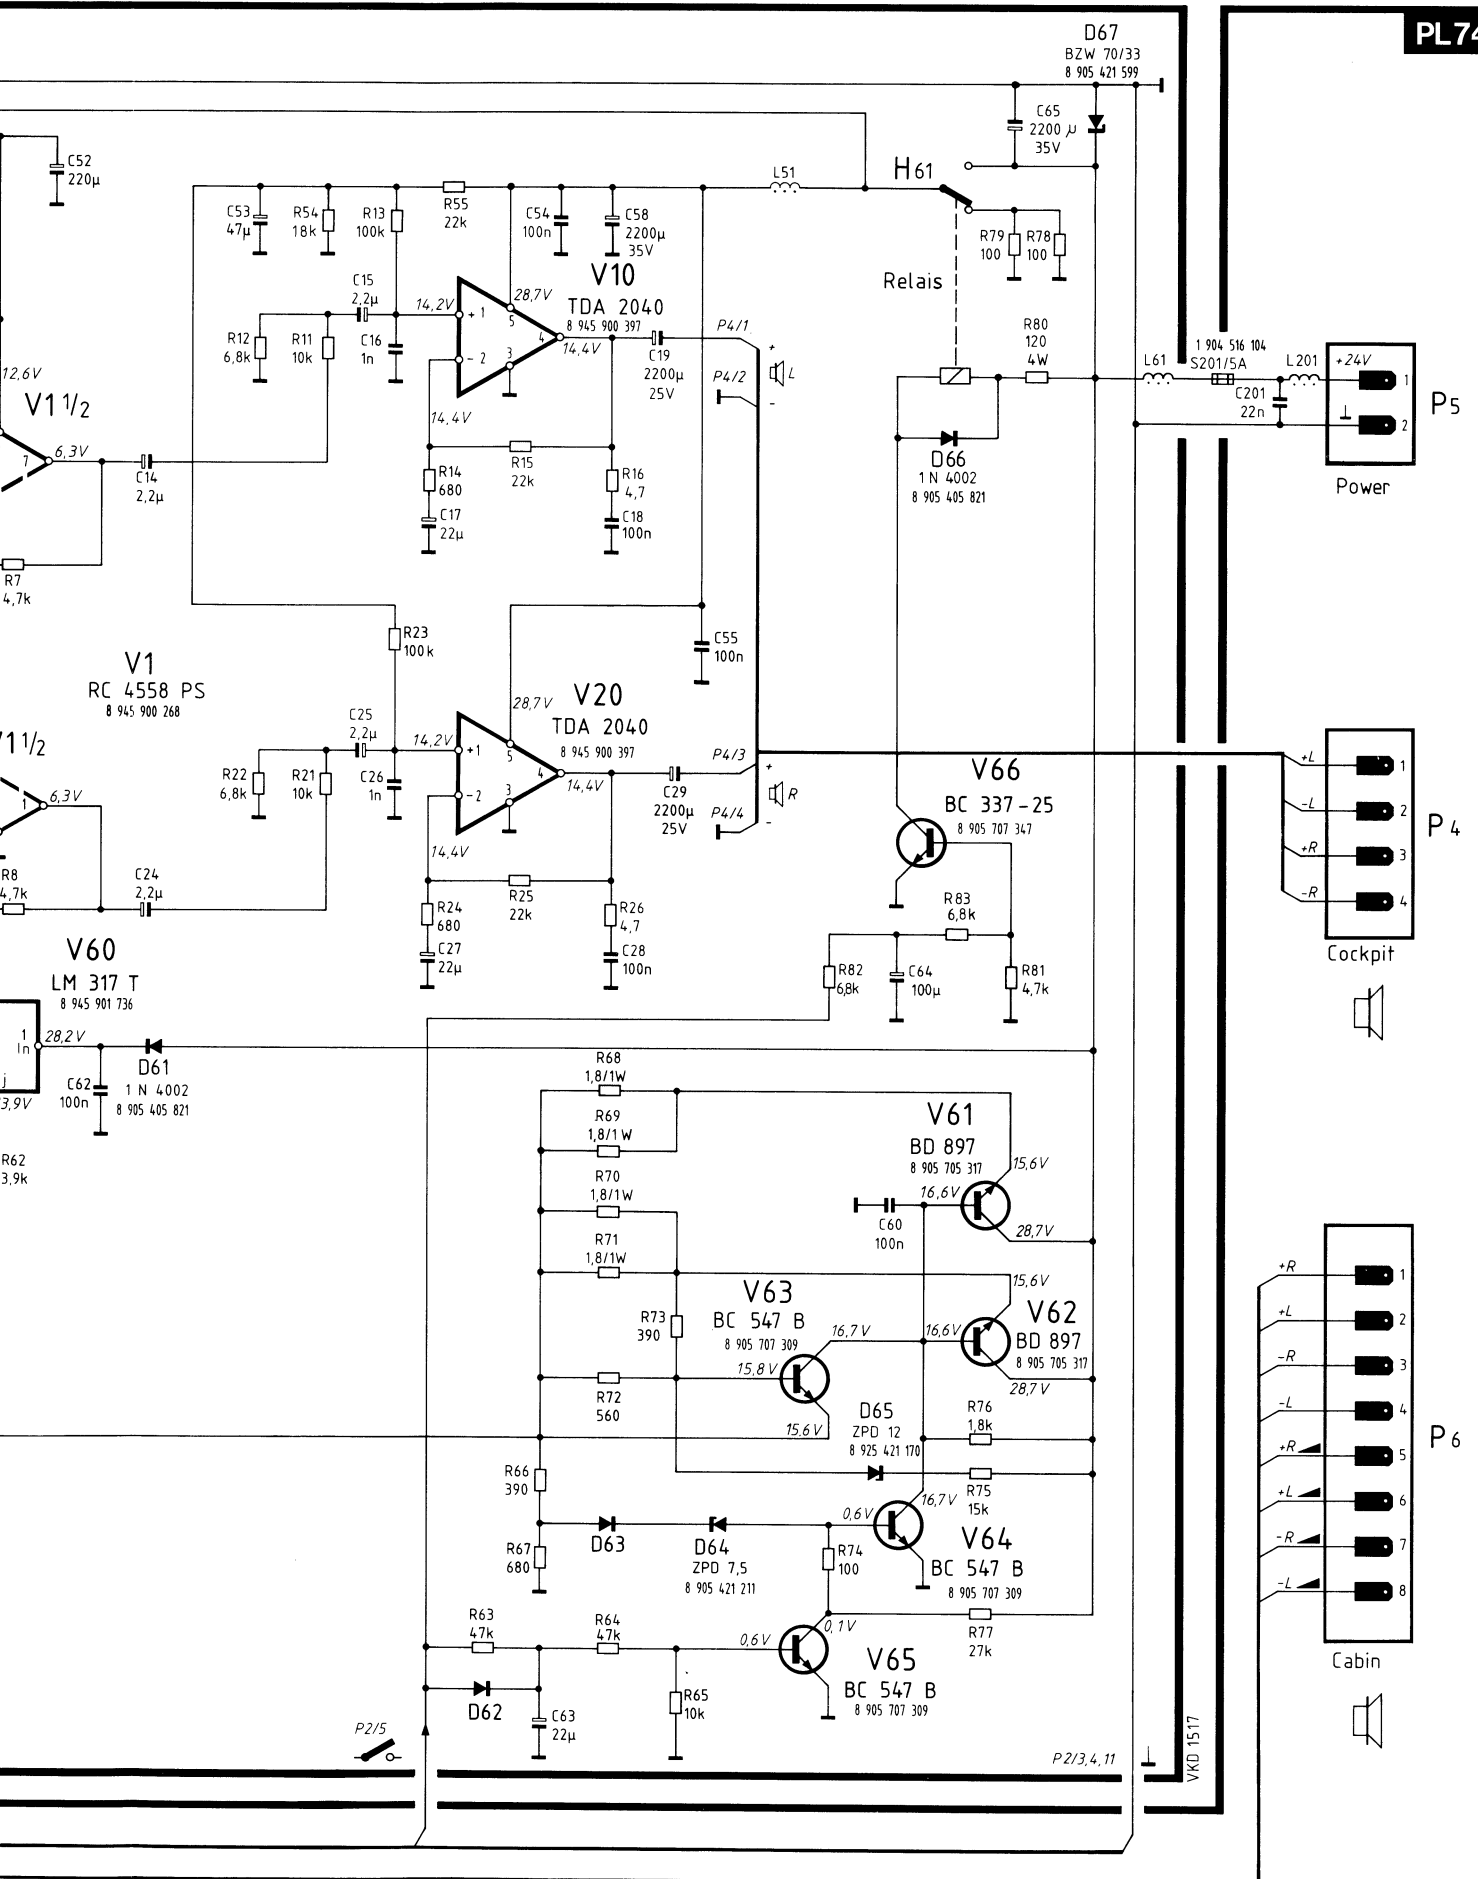 PL74
D67
BZW 70/33
8 905 421 599
C65
2200 µ
35V
C52
220µ
H61
L51
C53
47µ
R54
18k
R13
100k
R55
22k
C54
100n
C58
2200µ
35V
R79
100
R78
100
Relais
V10
TDA 2040
8 945 900 397
C15
2,2µ
14,2V
28,7V
+ 1
5
4
- 2
3
14,4V
R12
6,8k
R11
10k
C16
1n
C19
2200µ
25V
P4/1
+
L
P4/2
-
R80
120
4W
L61
1 904 516 104
S201/5A
L201
C201
22n
+24V
1
2
P5
Power
12,6V
V1 1/2
7
6,3V
C14
2,2µ
14,4V
R14
680
R15
22k
R16
4,7
C17
22µ
C18
100n
D66
1 N 4002
8 905 405 821
R7
4,7k
R23
100k
C55
100n
V1
RC 4558 PS
8 945 900 268
V20
TDA 2040
8 945 900 397
28,7V
C25
2,2µ
14,2V
+1
5
4
-2
3
14,4V
V1 1/2
1
6,3V
R22
6,8k
R21
10k
C26
1n
C29
2200µ
25V
P4/3
+
R
P4/4
-
V66
BC 337-25
8 905 707 347
+L
1
-L
2
+R
3
-R
4
P4
Cockpit
R8
4,7k
C24
2,2µ
14,4V
R24
680
R25
22k
R26
4,7
C27
22µ
C28
100n
R83
6,8k
R82
6,8k
C64
100µ
R81
4,7k
V60
LM 317 T
8 945 901 736
1
In
j
28,2V
3,9V
C62
100n
D61
1 N 4002
8 905 405 821
R62
3,9k
R68
1,8/1W
R69
1,8/1W
R70
1,8/1W
R71
1,8/1W
V61
BD 897
8 905 705 317
15,6V
16,6V
28,7V
C60
100n
15,6V
V62
BD 897
8 905 705 317
16,6V
28,7V
V63
BC 547 B
8 905 707 309
16,7V
15,8V
15,6V
R73
390
R72
560
D65
ZPD 12
8 925 421 170
R76
1,8k
R75
15k
R66
390
R67
680
D63
D64
ZPD 7,5
8 905 421 211
0,6V
16,7V
V64
BC 547 B
8 905 707 309
R74
100
R77
27k
0,1V
0,6V
V65
BC 547 B
8 905 707 309
R63
47k
R64
47k
R65
10k
D62
C63
22µ
P2/5
P2/3,4,11
VKD 1517
+R
1
+L
2
-R
3
-L
4
+R
5
+L
6
-R
7
-L
8
P6
Cabin